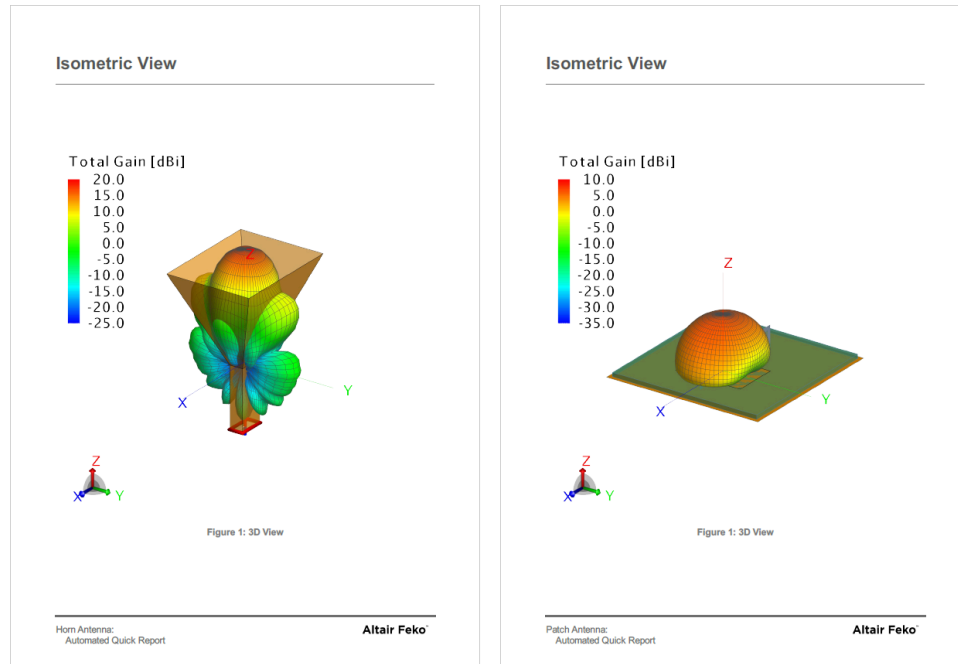 Isometric View
Total Gain [dBi]
20.0
15.0
10.0
5.0
0.0
-5.0
-10.0
-15.0
-20.0
-25.0
Z
X
Y
Z
X
Y
Figure 1: 3D View
Horn Antenna:
Automated Quick Report
Altair Feko
Isometric View
Total Gain [dBi]
10.0
5.0
0.0
-5.0
-10.0
-15.0
-20.0
-25.0
-30.0
-35.0
Z
X
Y
Z
X
Y
Figure 1: 3D View
Patch Antenna:
Automated Quick Report
Altair Feko